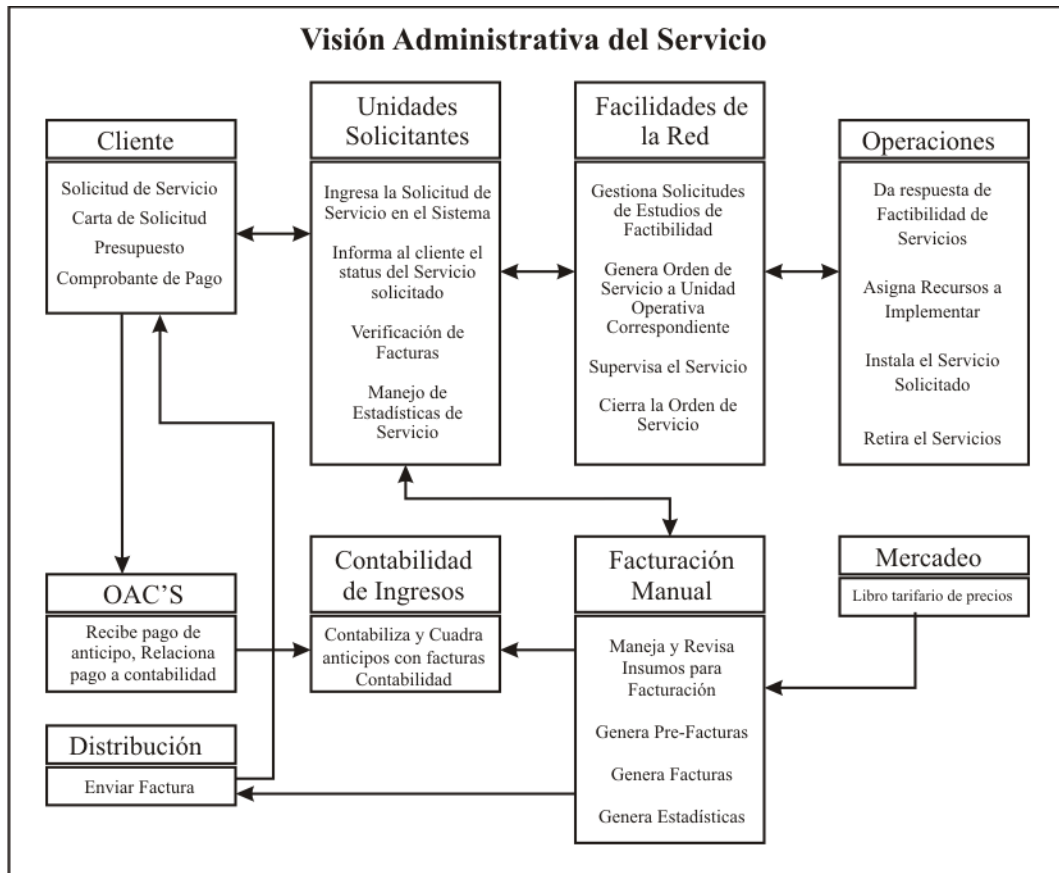 Visión Administrativa del Servicio
Cliente
Solicitud de Servicio
Carta de Solicitud
Presupuesto
Comprobante de Pago
Unidades
Solicitantes
Ingresa la Solicitud de
Servicio en el Sistema
Informa al cliente el
status del Servicio
solicitado
Verificación de
Facturas
Manejo de
Estadísticas de
Servicio
Facilidades de
la Red
Gestiona Solicitudes
de Estudios de
Factibilidad
Genera Orden de
Servicio a Unidad
Operativa
Correspondiente
Supervisa el Servicio
Cierra la Orden de
Servicio
Operaciones
Da respuesta de
Factibilidad de
Servicios
Asigna Recursos a
Implementar
Instala el Servicio
Solicitado
Retira el Servicios
OAC’S
Recibe pago de
anticipo, Relaciona
pago a contabilidad
Contabilidad
de Ingresos
Contabiliza y Cuadra
anticipos con facturas
Contabilidad
Facturación
Manual
Maneja y Revisa
Insumos para
Facturación
Genera Pre-Facturas
Genera Facturas
Genera Estadísticas
Mercadeo
Libro tarifario de precios
Distribución
Enviar Factura